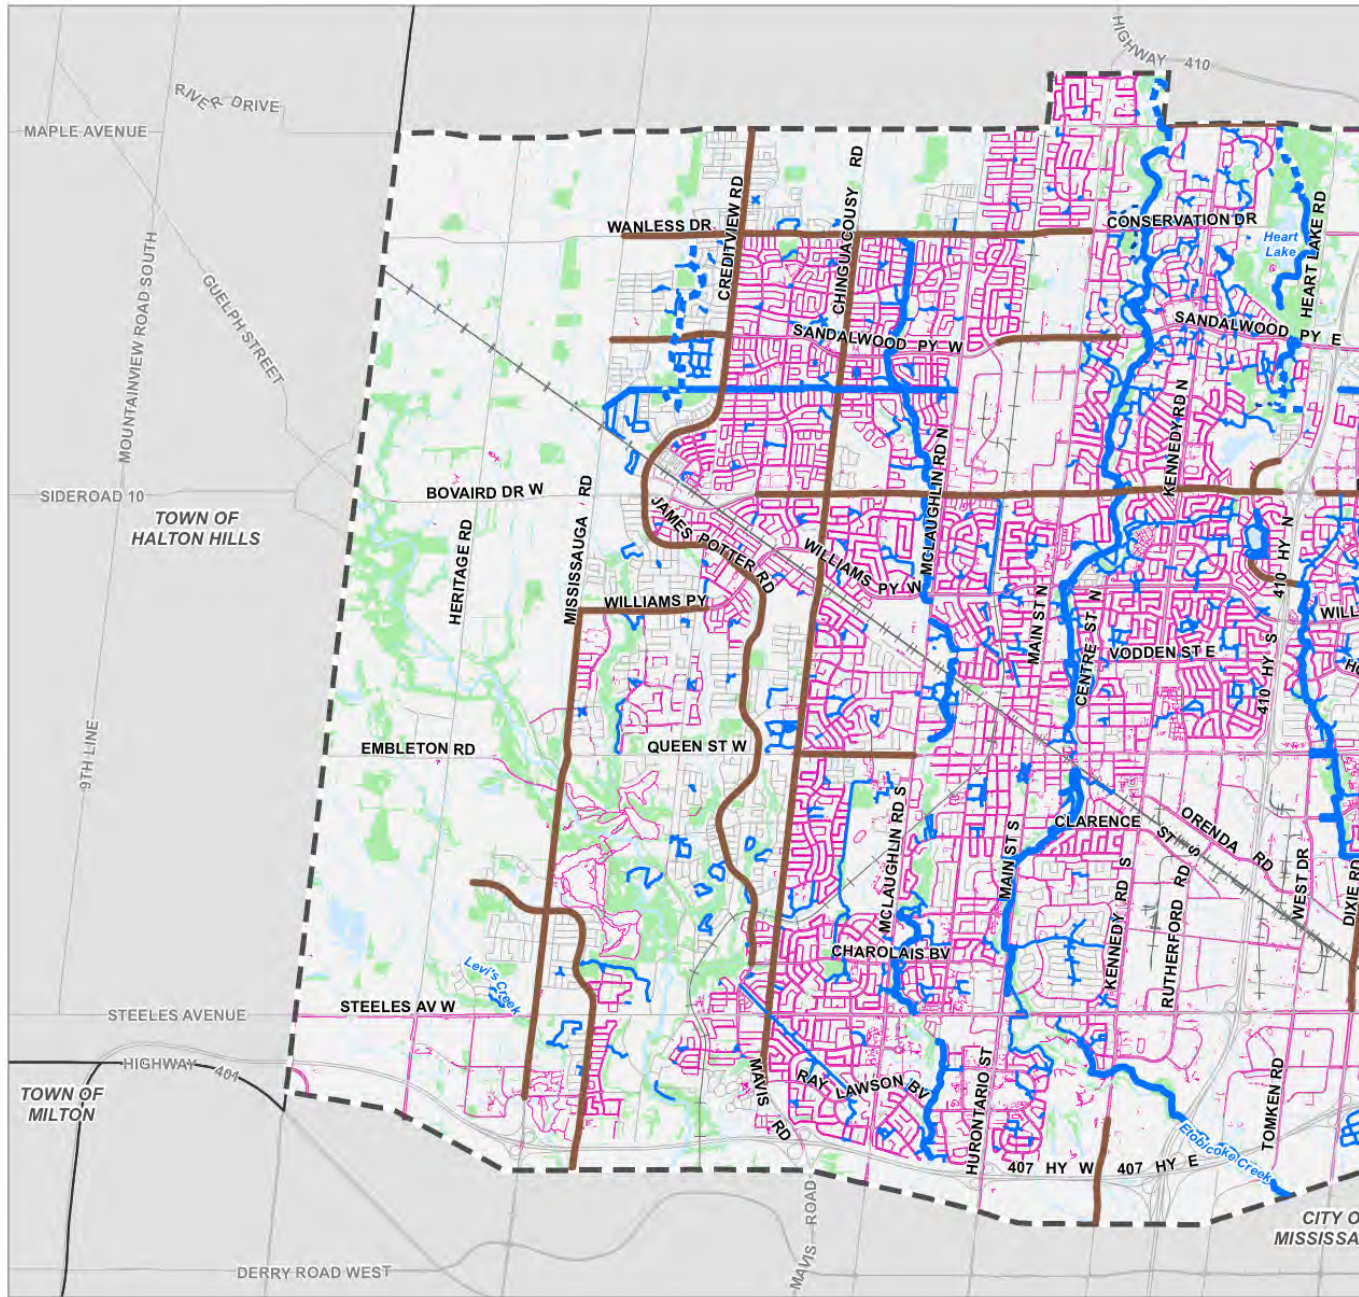 HIGHWAY 410
RIVER DRIVE
MAPLE AVENUE
CHINGUACOUSY RD
CREDITVIEW RD
WANLESS DR
CONSERVATION DR
HEART LAKE RD
Heart
Lake
MOUNTAINVIEW ROAD SOUTH
GUELPH STREET
SANDALWOOD PY W
SANDALWOOD PY E
KENNEDY RD N
MCLAUGHLIN RD N
SIDEROAD 10
BOVAIRD DR W
MISSISSAUGA RD
TOWN OF
HALTON HILLS
HERITAGE RD
JAMES POTTER RD
410 HY N
WILLIAMS PY W
WILLIAMS PY
MAIN ST N
CENTRE ST N
WILL
VODDEN ST E
410 HY S
HO
9TH LINE
EMBLETON RD
QUEEN ST W
MCLAUGHLIN RD S
MAIN ST S
CLARENCE ST S
ORENDA RD
WEST DR
DIXIE RD
KENNEDY RD S
RUTHERFORD RD S
CHAROLAIS BV
Levi's Creek
STEELES AV W
STEELES AVENUE
HIGHWAY 401
TOWN OF
MILTON
MAVIS RD
RAY LAWSON BV
HURONTARIO ST
TOMKEN RD
407 HY W
407 HY E
Etobicoke Creek
CITY O
MISSISSA
MAVIS ROAD
DERRY ROAD WEST